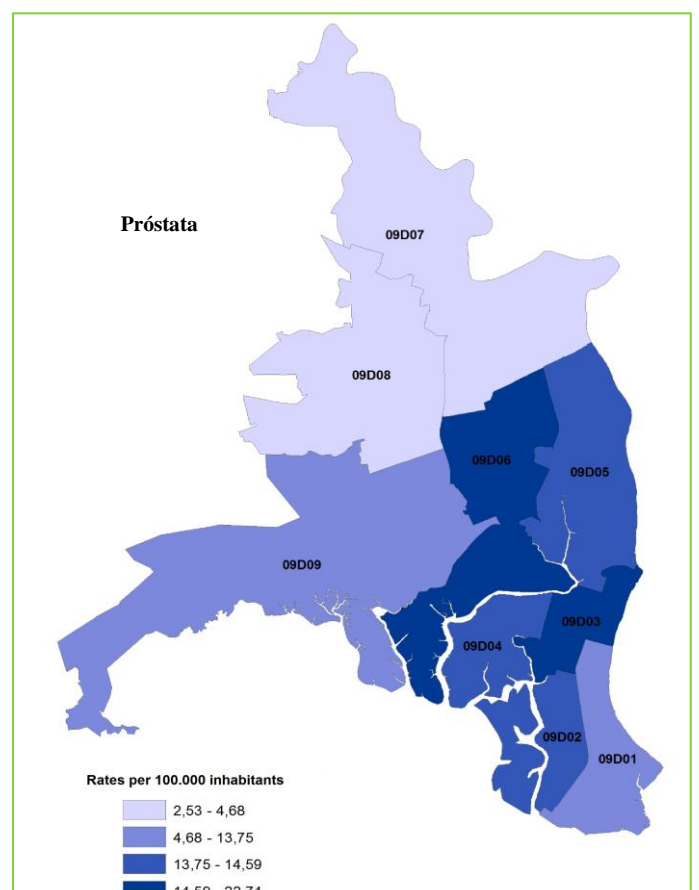 Próstata
09D07
09D08
09D06
09D05
09D09
09D03
09D04
09D02
09D01
Rates per 100.000 inhabitants
2,53 - 4,68
4,68 - 13,75
13,75 - 14,59